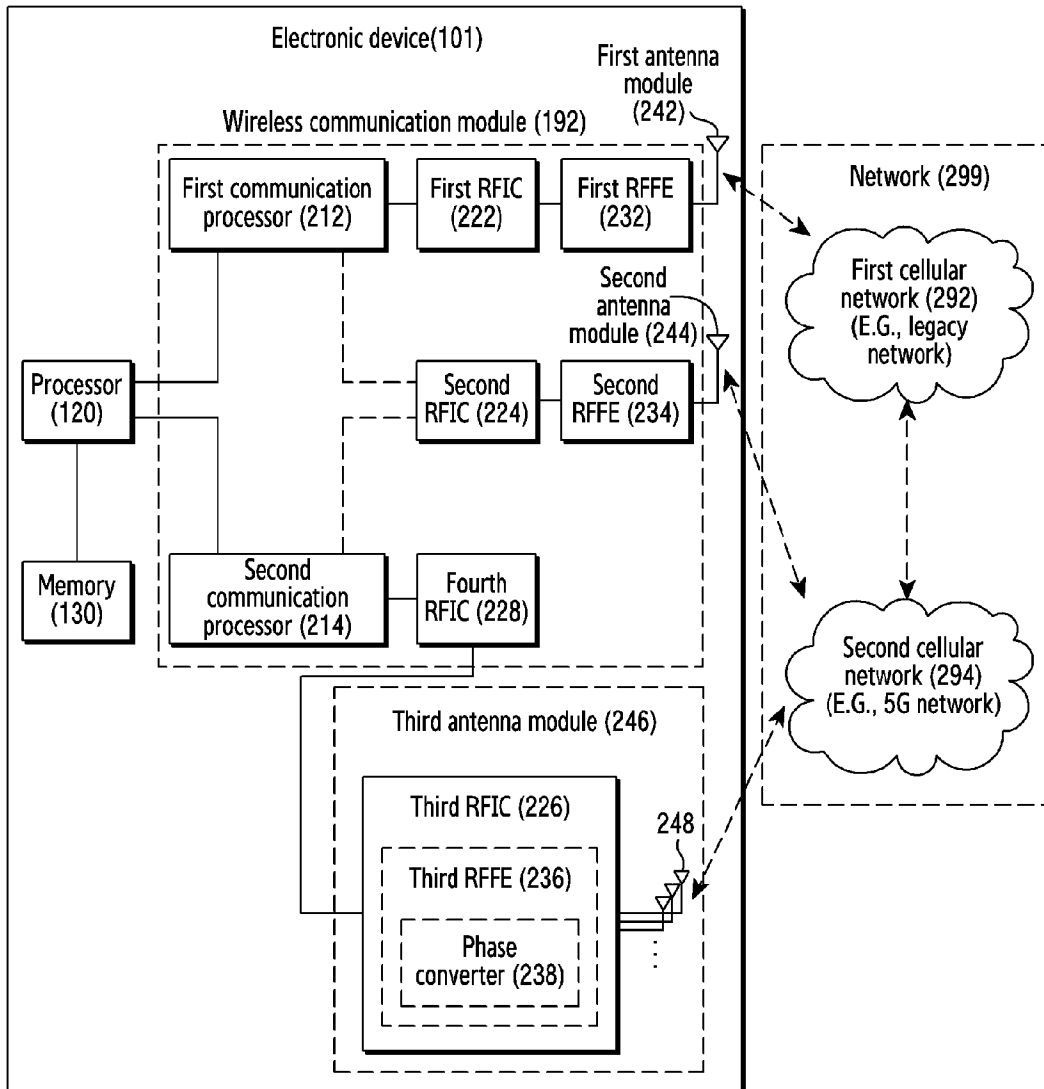 Electronic device(101)
First antenna
module
(242)
Wireless communication module (192)
First communication
processor (212)
First RFIC
(222)
First RFFE
(232)
Network (299)
First cellular
network (292)
(E.G., legacy
network)
Second
antenna
module (244)
Processor
(120)
Second
RFIC (224)
Second
RFFE (234)
Memory
(130)
Second
communication
processor (214)
Fourth
RFIC (228)
Second cellular
network (294)
(E.G., 5G network)
Third antenna module (246)
Third RFIC (226)
248
Third RFFE (236)
Phase
converter (238)